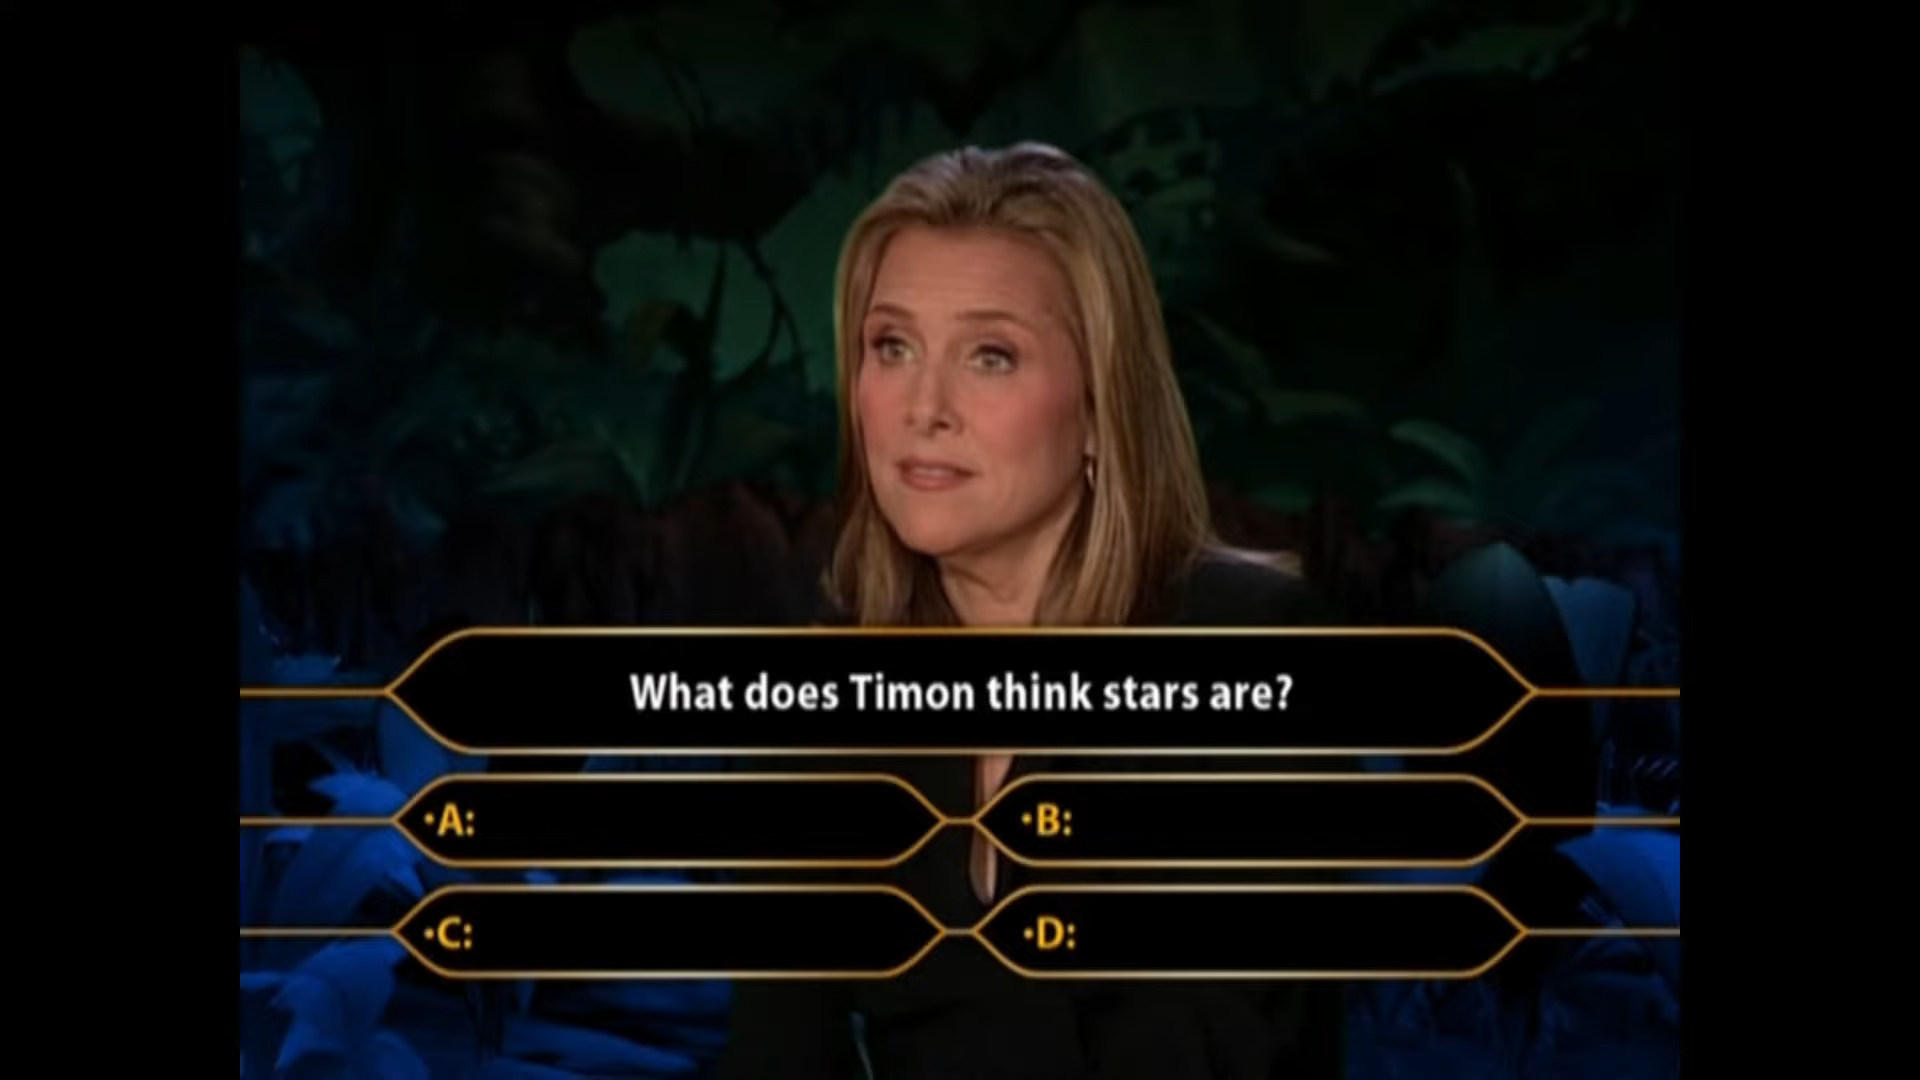 What does Timon think stars are?
•A:
•B:
•C:
•D: